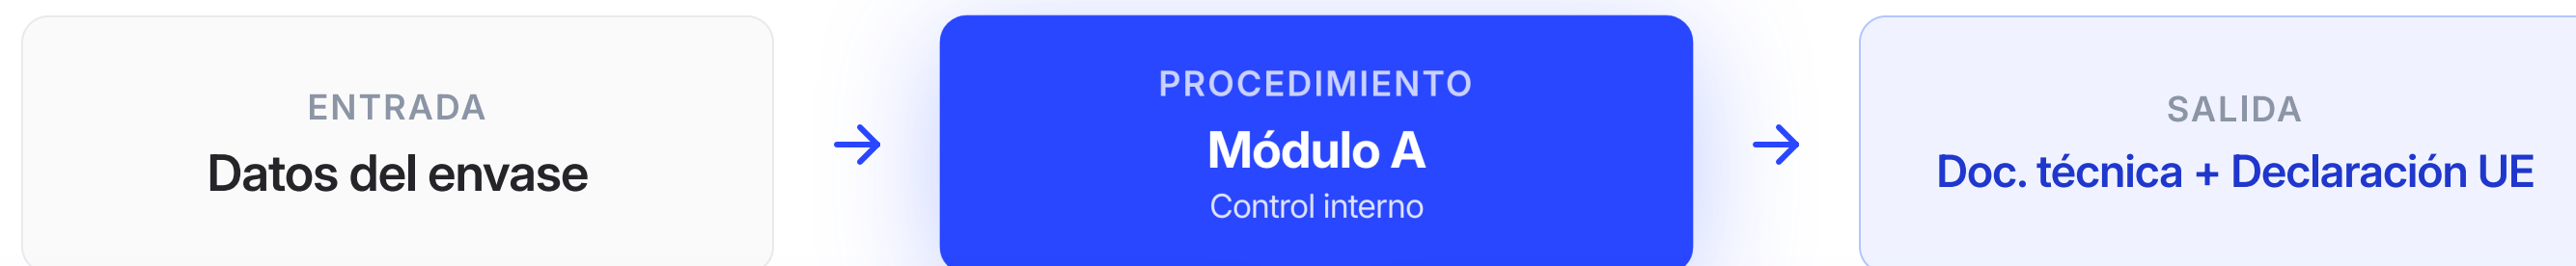 ENTRADA
Datos del envase
PROCEDIMIENTO
Módulo A
Control interno
SALIDA
Doc. técnica + Declaración UE